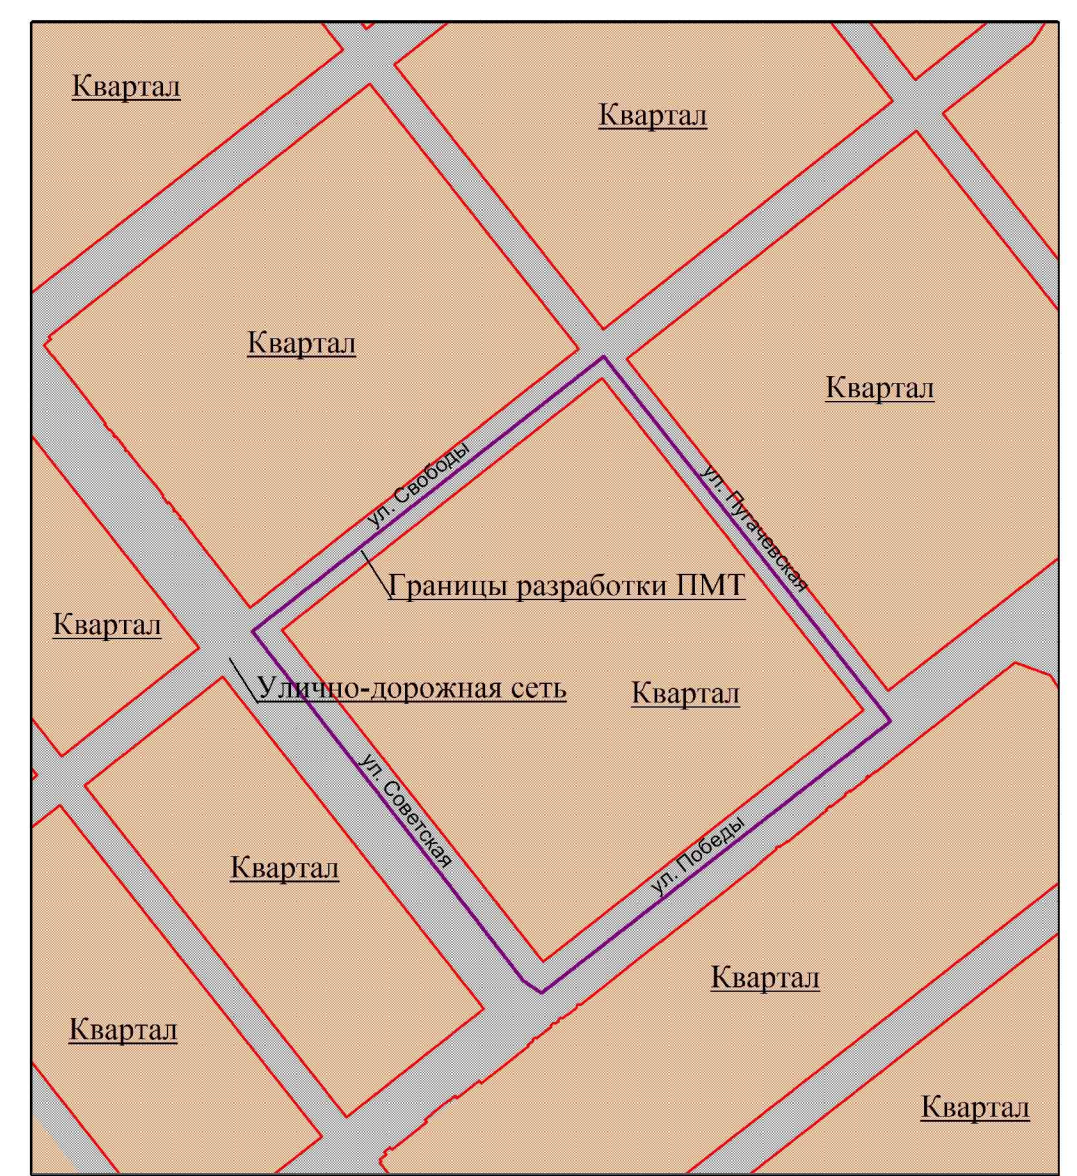 Квартал
Квартал
Квартал
Квартал
ул. Свободы
ул. Пугачевская
Границы разработки ПМТ
Квартал
Улично-дорожная сеть
Квартал
ул. Советская
ул. Победы
Квартал
Квартал
Квартал
Квартал